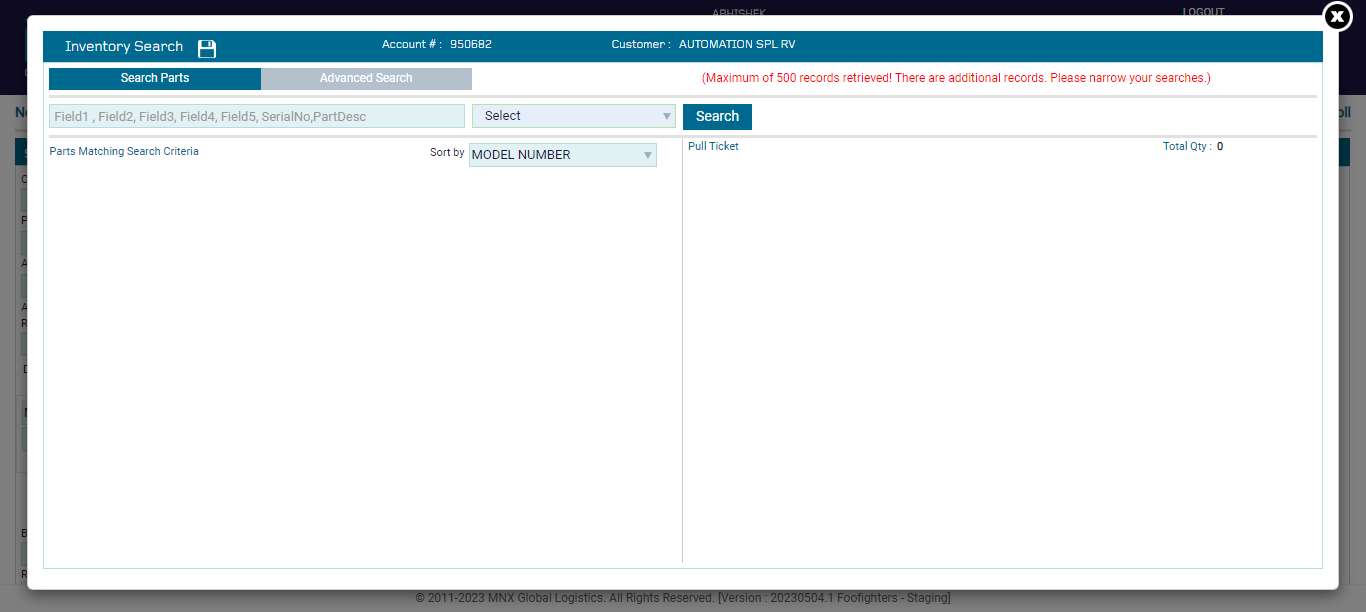 ABHISHEK
LOGOUT
Inventory Search
Account # : 950682
Customer : AUTOMATION SPL RV
Search Parts
Advanced Search
(Maximum of 500 records retrieved! There are additional records. Please narrow your searches.)
Field1 , Field2, Field3, Field4, Field5, SerialNo,PartDesc
Select
Search
Parts Matching Search Criteria
Sort by
MODEL NUMBER
Pull Ticket
Total Qty : 0
© 2011-2023 MNX Global Logistics. All Rights Reserved. [Version : 20230504.1 Foofighters - Staging]